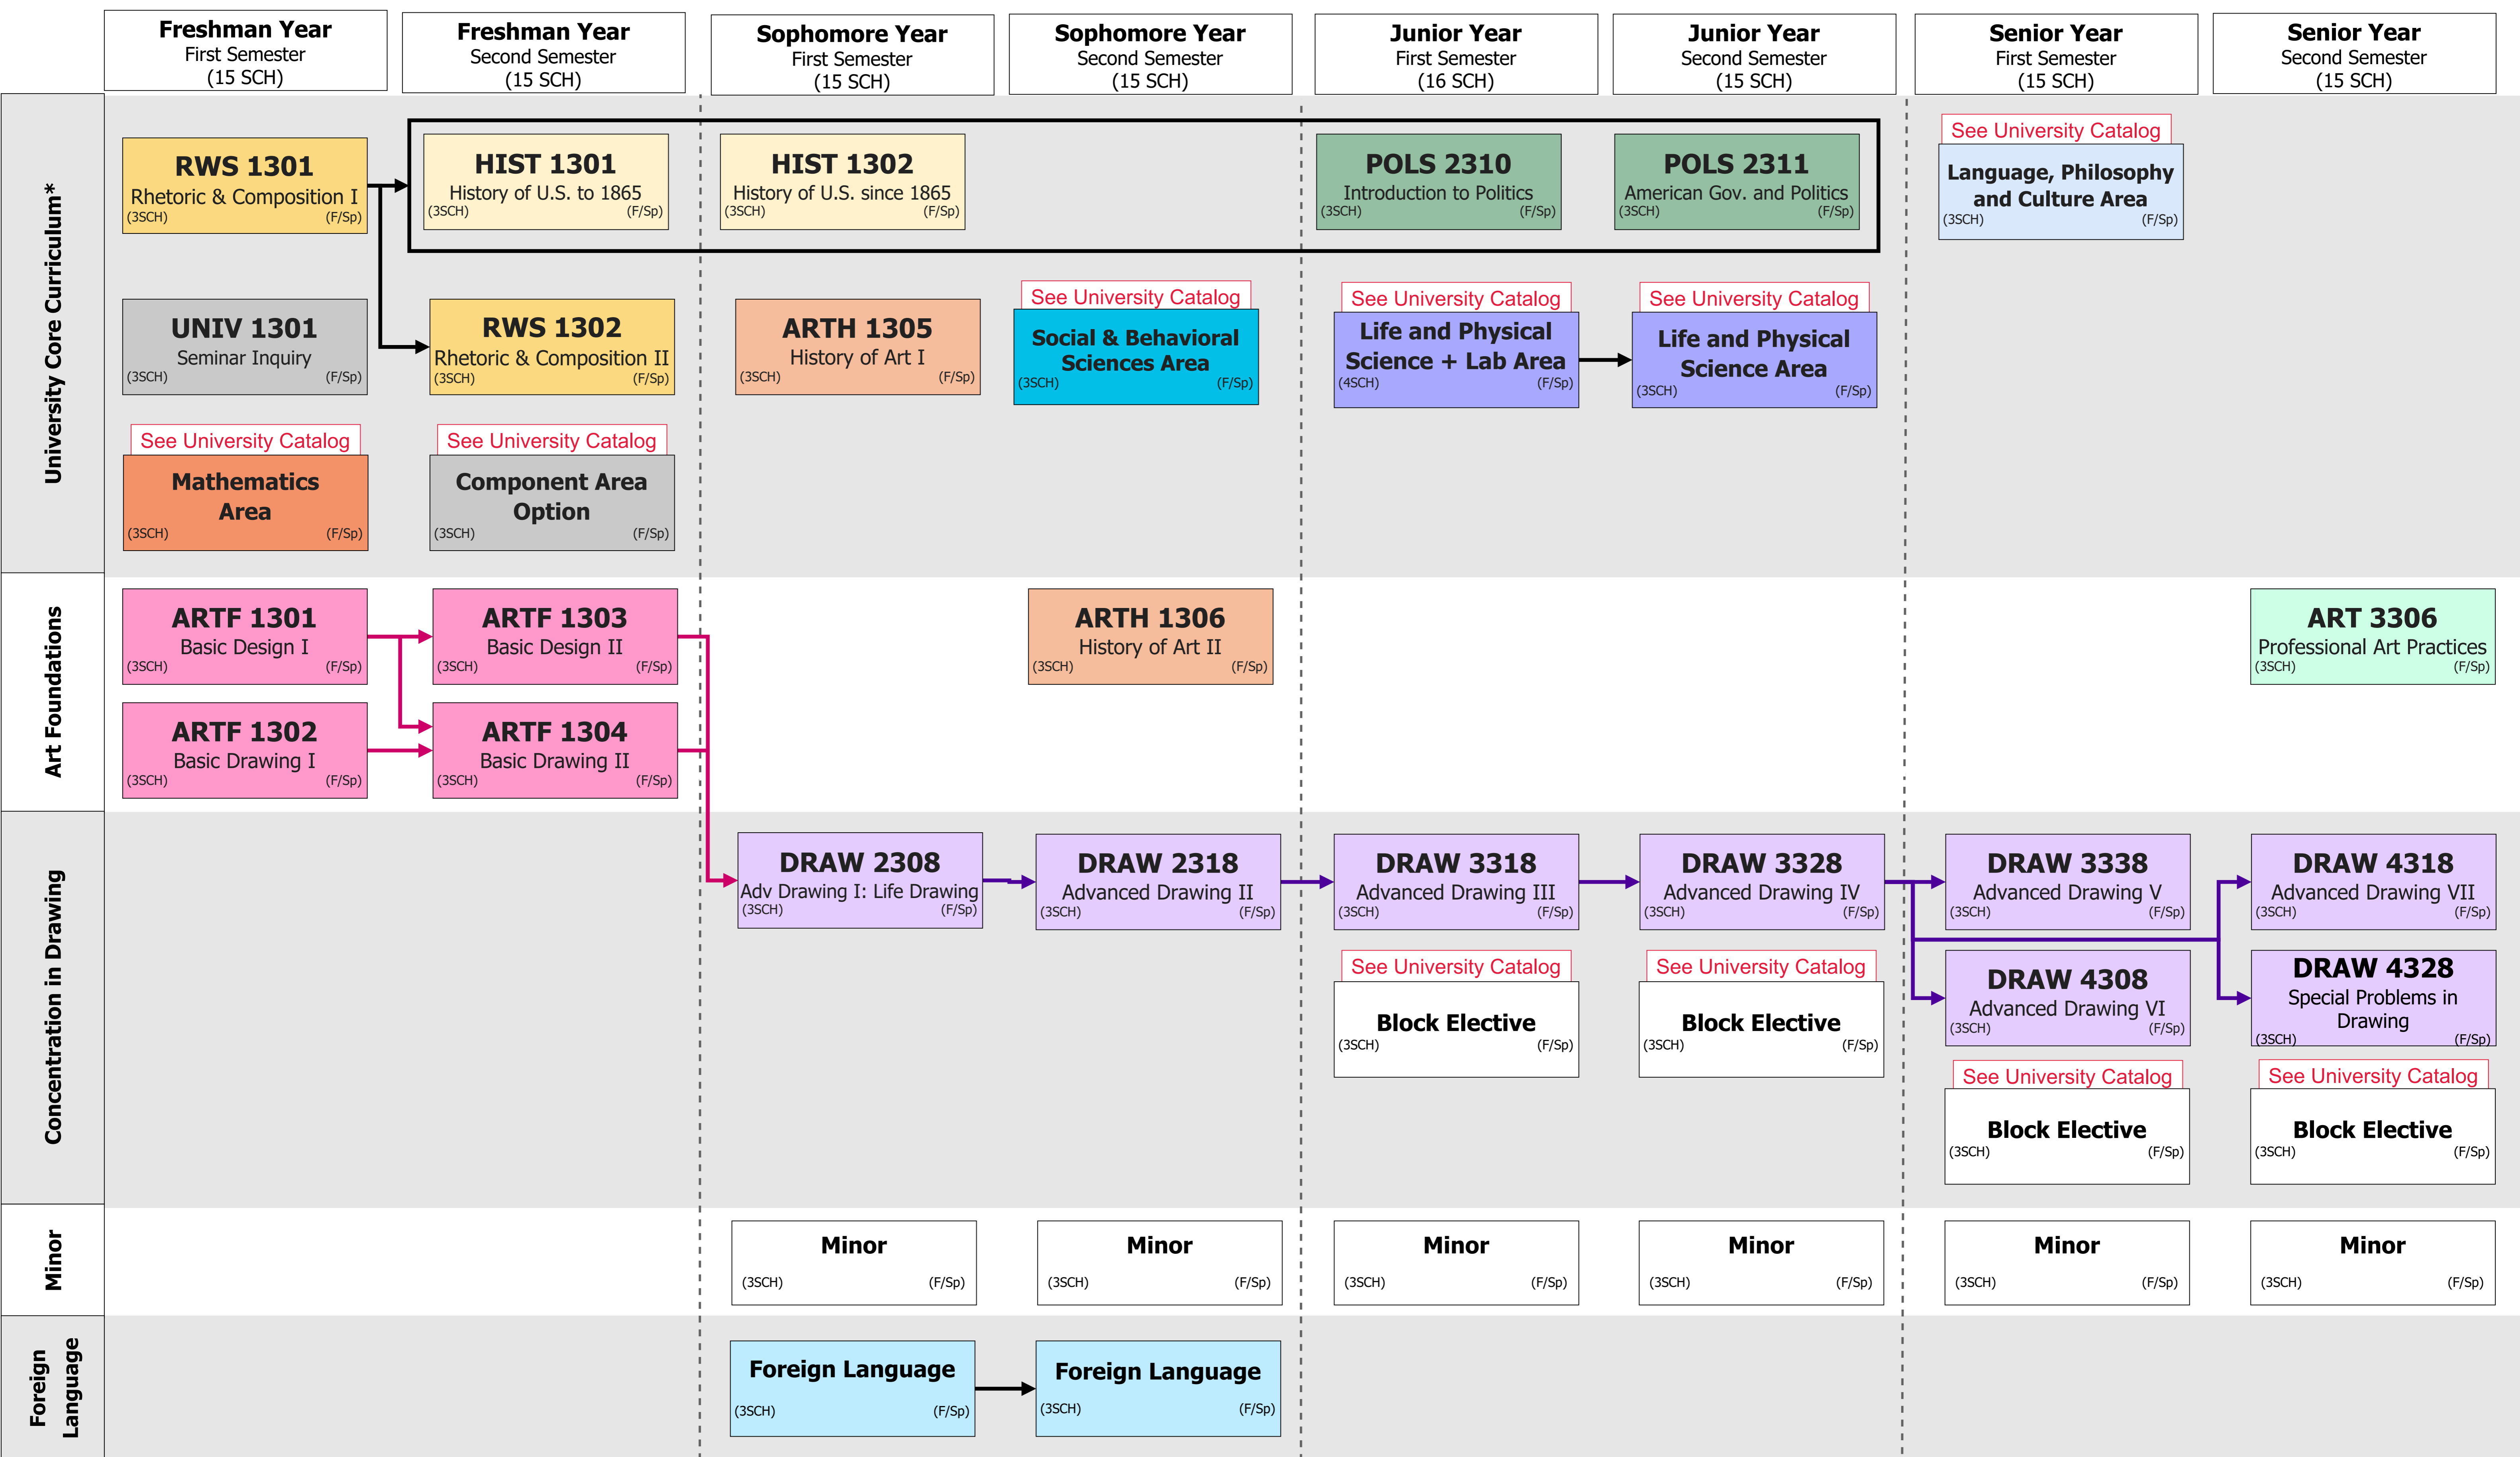 Freshman Year
First Semester
(15 SCH)
Freshman Year
Second Semester
(15 SCH)
Sophomore Year
First Semester
(15 SCH)
Sophomore Year
Second Semester
(15 SCH)
Junior Year
First Semester
(16 SCH)
Junior Year
Second Semester
(15 SCH)
Senior Year
First Semester
(15 SCH)
Senior Year
Second Semester
(15 SCH)
University Core Curriculum*
RWS 1301
Rhetoric & Composition I
(3SCH) (F/Sp)
HIST 1301
History of U.S. to 1865
(3SCH) (F/Sp)
HIST 1302
History of U.S. since 1865
(3SCH) (F/Sp)
POLS 2310
Introduction to Politics
(3SCH) (F/Sp)
POLS 2311
American Gov. and Politics
(3SCH) (F/Sp)
See University Catalog
Language, Philosophy
and Culture Area
(3SCH) (F/Sp)
UNIV 1301
Seminar Inquiry
(3SCH) (F/Sp)
RWS 1302
Rhetoric & Composition II
(3SCH) (F/Sp)
ARTH 1305
History of Art I
(3SCH) (F/Sp)
See University Catalog
Social & Behavioral
Sciences Area
(3SCH) (F/Sp)
See University Catalog
Life and Physical
Science + Lab Area
(4SCH) (F/Sp)
See University Catalog
Life and Physical
Science Area
(3SCH) (F/Sp)
See University Catalog
Mathematics
Area
(3SCH) (F/Sp)
See University Catalog
Component Area
Option
(3SCH) (F/Sp)
Art Foundations
ARTF 1301
Basic Design I
(3SCH) (F/Sp)
ARTF 1303
Basic Design II
(3SCH) (F/Sp)
ARTH 1306
History of Art II
(3SCH) (F/Sp)
ART 3306
Professional Art Practices
(3SCH) (F/Sp)
ARTF 1302
Basic Drawing I
(3SCH) (F/Sp)
ARTF 1304
Basic Drawing II
(3SCH) (F/Sp)
Concentration in Drawing
DRAW 2308
Adv Drawing I: Life Drawing
(3SCH) (F/Sp)
DRAW 2318
Advanced Drawing II
(3SCH) (F/Sp)
DRAW 3318
Advanced Drawing III
(3SCH) (F/Sp)
DRAW 3328
Advanced Drawing IV
(3SCH) (F/Sp)
DRAW 3338
Advanced Drawing V
(3SCH) (F/Sp)
DRAW 4318
Advanced Drawing VII
(3SCH) (F/Sp)
See University Catalog
Block Elective
(3SCH) (F/Sp)
See University Catalog
Block Elective
(3SCH) (F/Sp)
DRAW 4308
Advanced Drawing VI
(3SCH) (F/Sp)
DRAW 4328
Special Problems in
Drawing
(3SCH) (F/Sp)
See University Catalog
Block Elective
(3SCH) (F/Sp)
See University Catalog
Block Elective
(3SCH) (F/Sp)
Minor
Minor
(3SCH) (F/Sp)
Minor
(3SCH) (F/Sp)
Minor
(3SCH) (F/Sp)
Minor
(3SCH) (F/Sp)
Minor
(3SCH) (F/Sp)
Minor
(3SCH) (F/Sp)
Foreign
Language
Foreign Language
(3SCH) (F/Sp)
Foreign Language
(3SCH) (F/Sp)